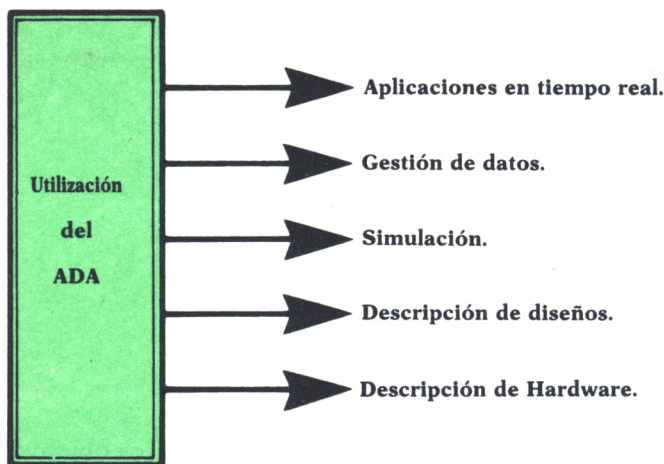 Utilización
del
ADA
Aplicaciones en tiempo real.
Gestión de datos.
Simulación.
Descripción de diseños.
Descripción de Hardware.